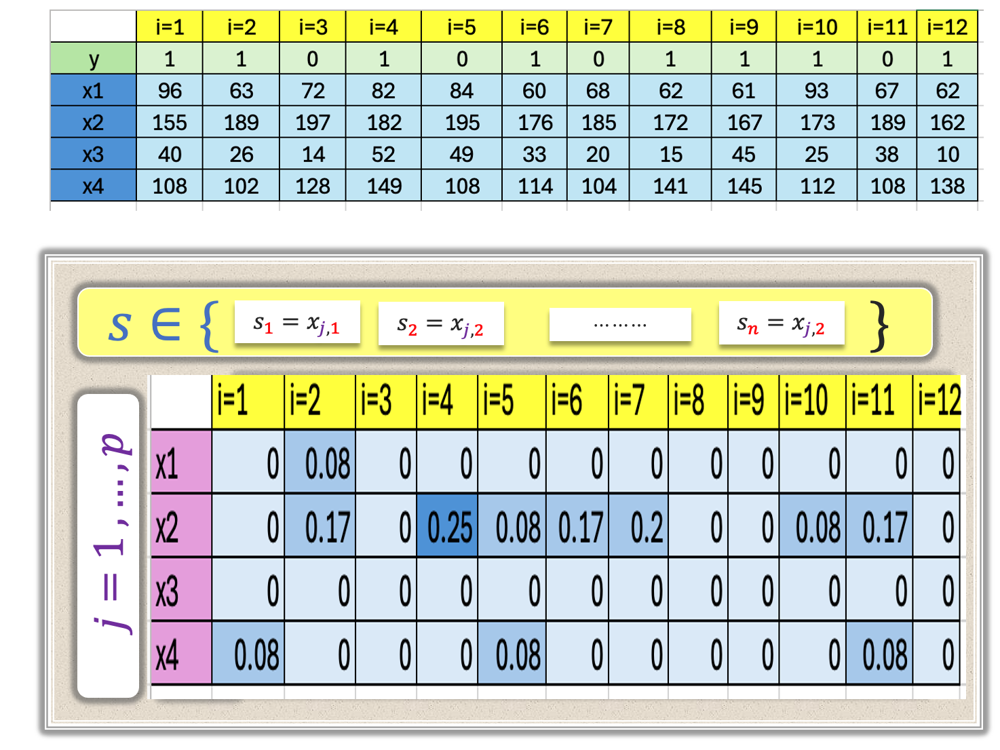 i=1 i=2 i=3 i=4 i=5 i=6 i=7 i=8 i=9 i=10 i=11 i=12
y 1 1 0 1 0 1 0 1 1 1 0 1
x1 96 63 72 82 84 60 68 62 61 93 67 62
x2 155 189 197 182 195 176 185 172 167 173 189 162
x3 40 26 14 52 49 33 20 15 45 25 38 10
x4 108 102 128 149 108 114 104 141 145 112 108 138
s ∈ { s₁ = x_{j,1} s₂ = x_{j,2} ……… sₙ = x_{j,2} }
j = 1 , … , p
i=1 i=2 i=3 i=4 i=5 i=6 i=7 i=8 i=9 i=10 i=11 i=12
x1 0 0.08 0 0 0 0 0 0 0 0 0 0
x2 0 0.17 0 0.25 0.08 0.17 0.2 0 0 0.08 0.17 0
x3 0 0 0 0 0 0 0 0 0 0 0 0
x4 0.08 0 0 0 0.08 0 0 0 0 0 0.08 0